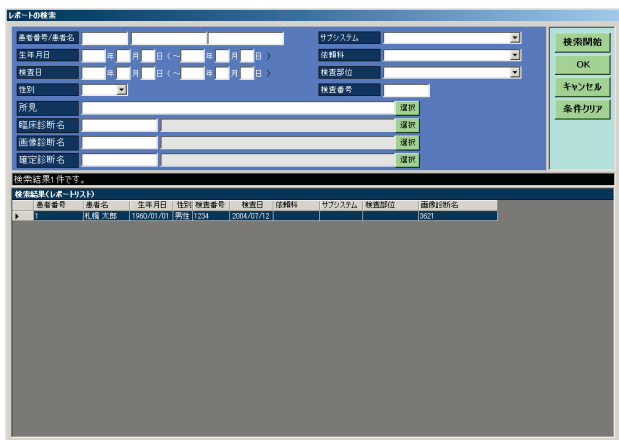 レポートの検索
患者番号/患者名
サブシステム
検索開始
生年月日 年 月 日 (~ 年 月 日 )
依頼科
OK
検査日 年 月 日 (~ 年 月 日 )
検査部位
キャンセル
性別
検査番号
条件クリア
所見 選択
臨床診断名 選択
画像診断名 選択
確定診断名 選択
検索結果1 件です。
検索結果(レポートリスト)
患者番号 患者名 生年月日 性別 検査番号 検査日 依頼科 サブシステム 検査部位 画像診断名
1 札幌 太郎 1960/01/01 男性 1234 2004/07/12 3621